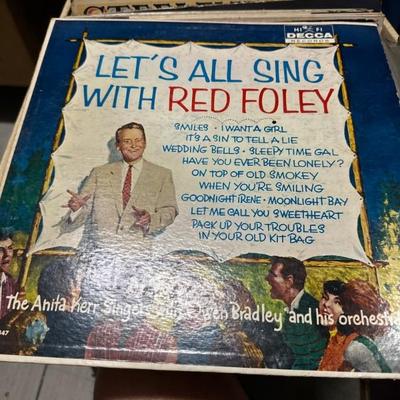 HI FI
DECCA
RECORDS
LET'S ALL SING
WITH RED FOLEY
SMILES • I WANT A GIRL
IT'S A SIN TO TELL A LIE
WEDDING BELLS • SLEEPY TIME GAL
HAVE YOU EVER BEEN LONELY?
ON TOP OF OLD SMOKEY
WHEN YOU'RE SMILING
GOODNIGHT IRENE • MOONLIGHT BAY
LET ME CALL YOU SWEETHEART
PACK UP YOUR TROUBLES
IN YOUR OLD KIT BAG
The Anita Kerr Singers with Owen Bradley and his orchestra